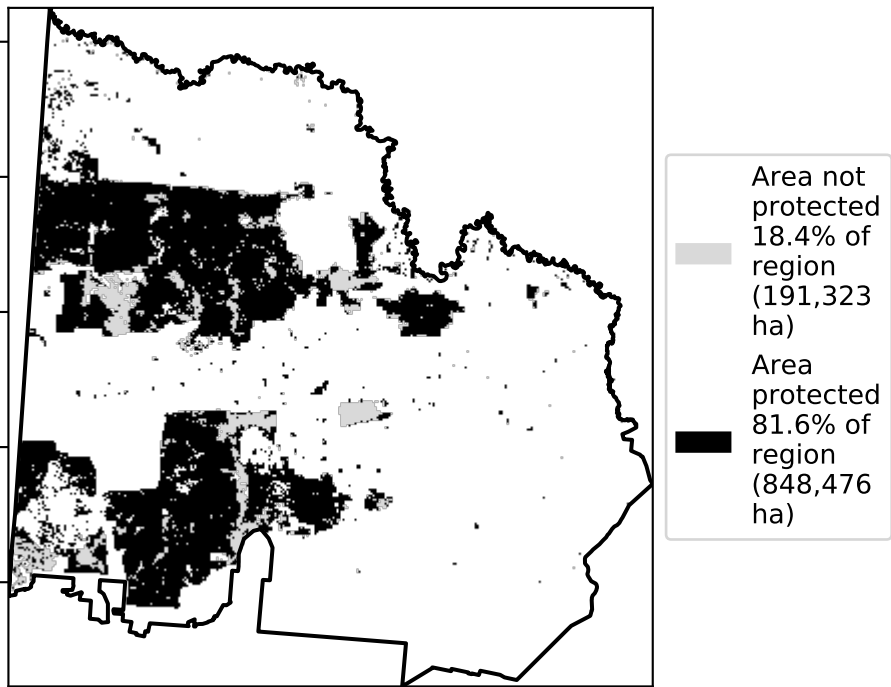 Area not
protected
18.4% of
region
(191,323
ha)
Area
protected
81.6% of
region
(848,476
ha)